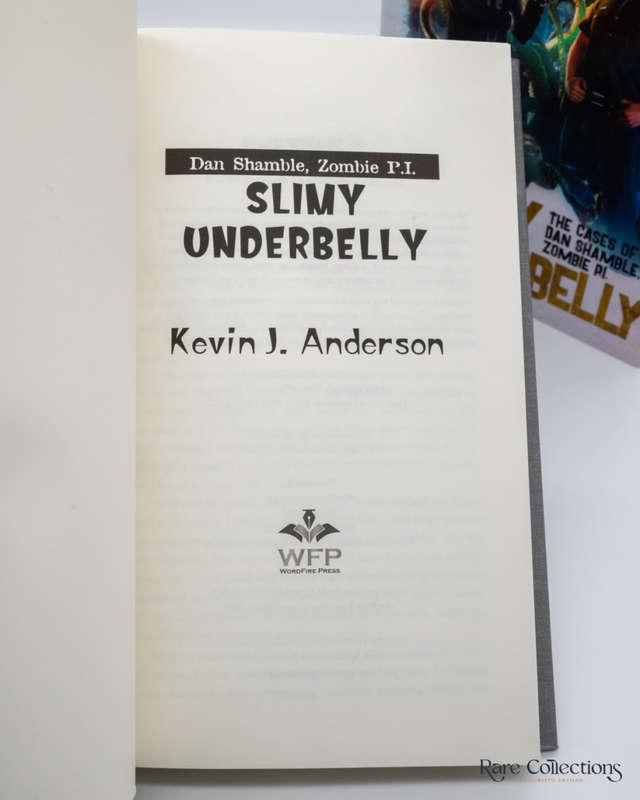 Dan Shamble, Zombie P.I.
SLIMY
UNDERBELLY
Kevin J. Anderson
WFP
WORDFIRE PRESS
THE CASES OF
DAN SHAMBLE,
ZOMBIE P.I.
BELLY
Rare Collections